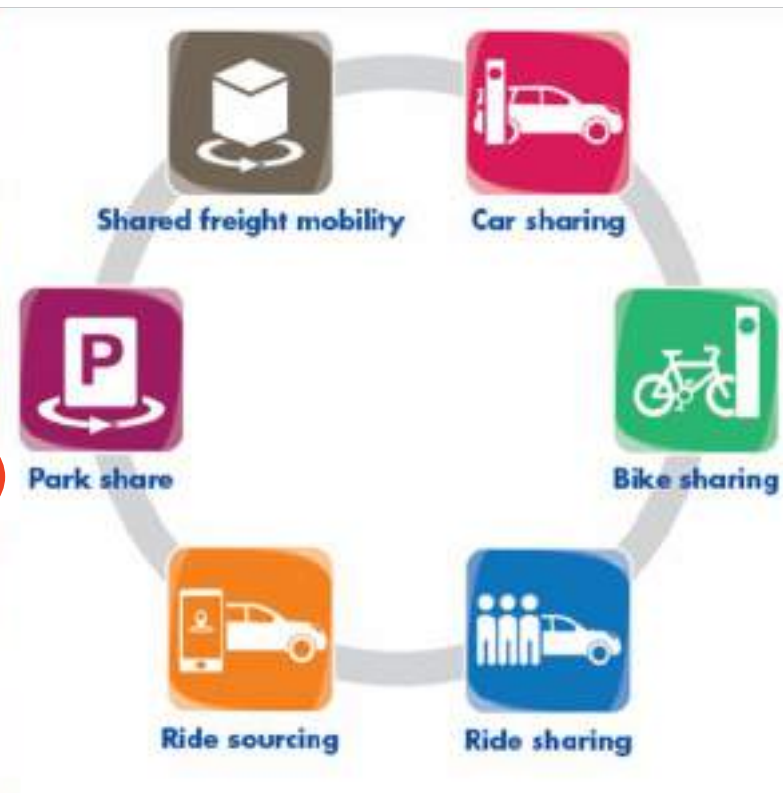 Shared freight mobility
Car sharing
P
Park share
Bike sharing
Ride sourcing
Ride sharing